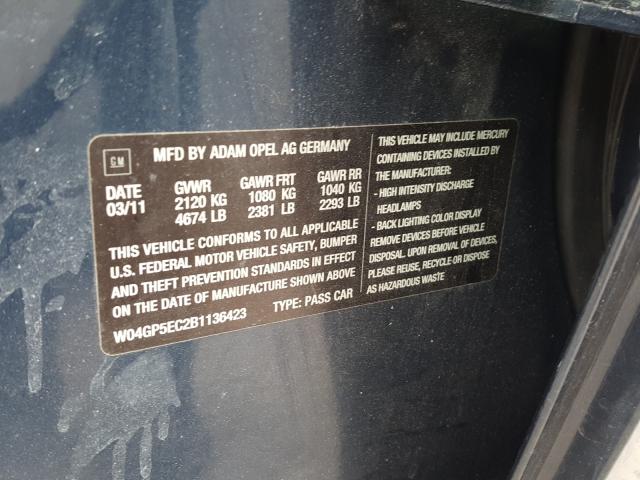 GM
MFD BY ADAM OPEL AG GERMANY
DATE GVWR GAWR FRT GAWR RR
03/11 2120 KG 1080 KG 1040 KG
4674 LB 2381 LB 2293 LB
THIS VEHICLE CONFORMS TO ALL APPLICABLE
U.S. FEDERAL MOTOR VEHICLE SAFETY, BUMPER
AND THEFT PREVENTION STANDARDS IN EFFECT
ON THE DATE OF MANUFACTURE SHOWN ABOVE
W04GP5EC2B1136423 TYPE: PASS CAR
THIS VEHICLE MAY INCLUDE MERCURY
CONTAINING DEVICES INSTALLED BY
THE MANUFACTURER:
- HIGH INTENSITY DISCHARGE
HEADLAMPS
- BACK LIGHTING COLOR DISPLAY
REMOVE DEVICES BEFORE VEHICLE
DISPOSAL. UPON REMOVAL OF DEVICES,
PLEASE REUSE, RECYCLE OR DISPOSE
AS HAZARDOUS WASTE